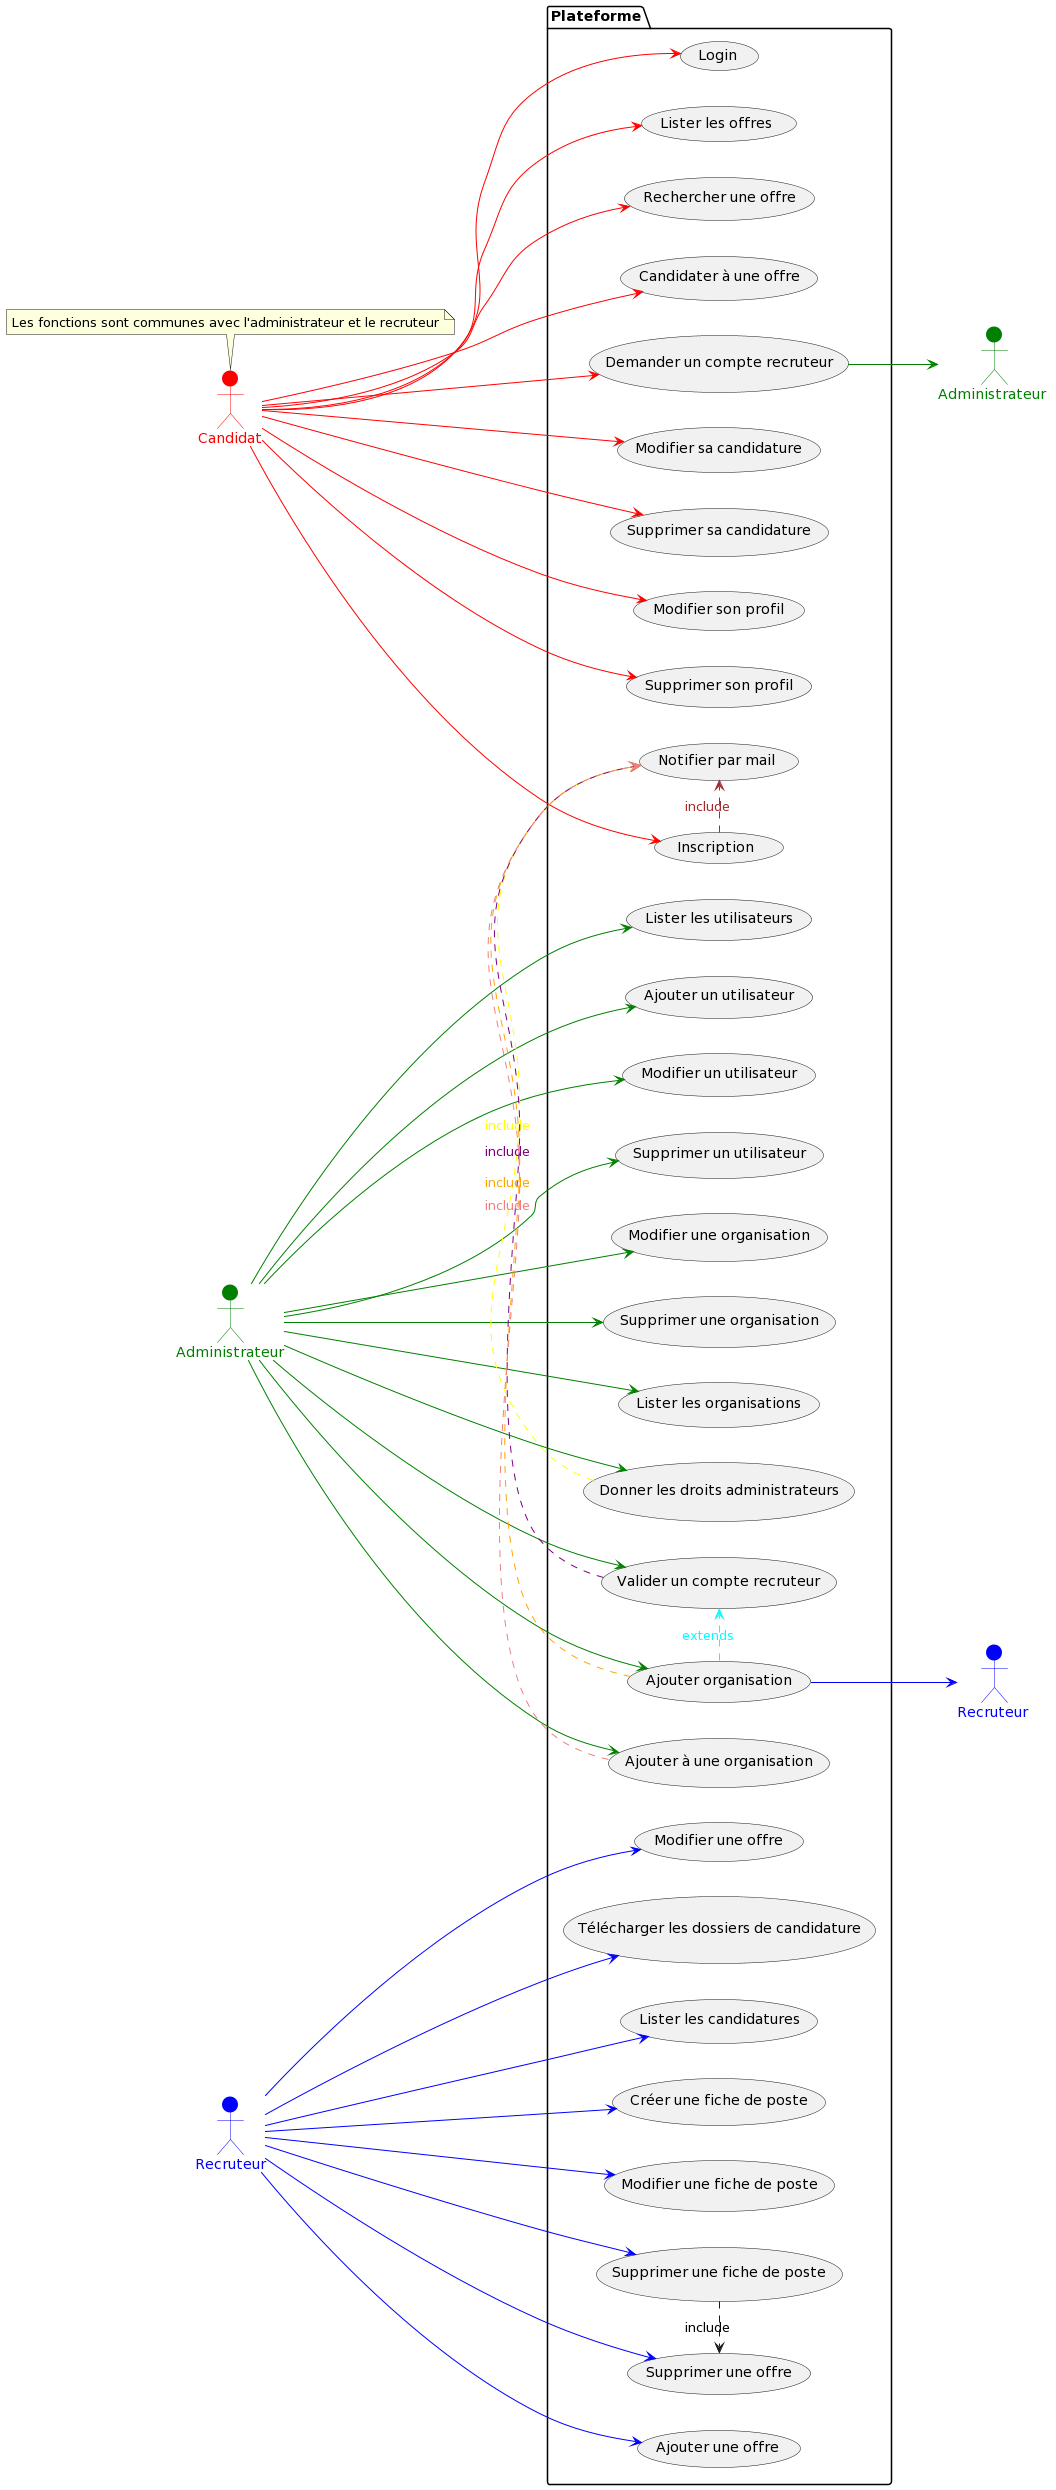 Plateforme
Login
Lister les offres
Rechercher une offre
Candidater à une offre
Les fonctions sont communes avec l'administrateur et le recruteur
Demander un compte recruteur
Administrateur
Candidat
Modifier sa candidature
Supprimer sa candidature
Modifier son profil
Supprimer son profil
Notifier par mail
include
Inscription
Lister les utilisateurs
Ajouter un utilisateur
Modifier un utilisateur
include
include
Supprimer un utilisateur
include
include
Modifier une organisation
Supprimer une organisation
Administrateur
Lister les organisations
Donner les droits administrateurs
Valider un compte recruteur
extends
Ajouter organisation
Recruteur
Ajouter à une organisation
Modifier une offre
Télécharger les dossiers de candidature
Lister les candidatures
Créer une fiche de poste
Recruteur
Modifier une fiche de poste
Supprimer une fiche de poste
include
Supprimer une offre
Ajouter une offre